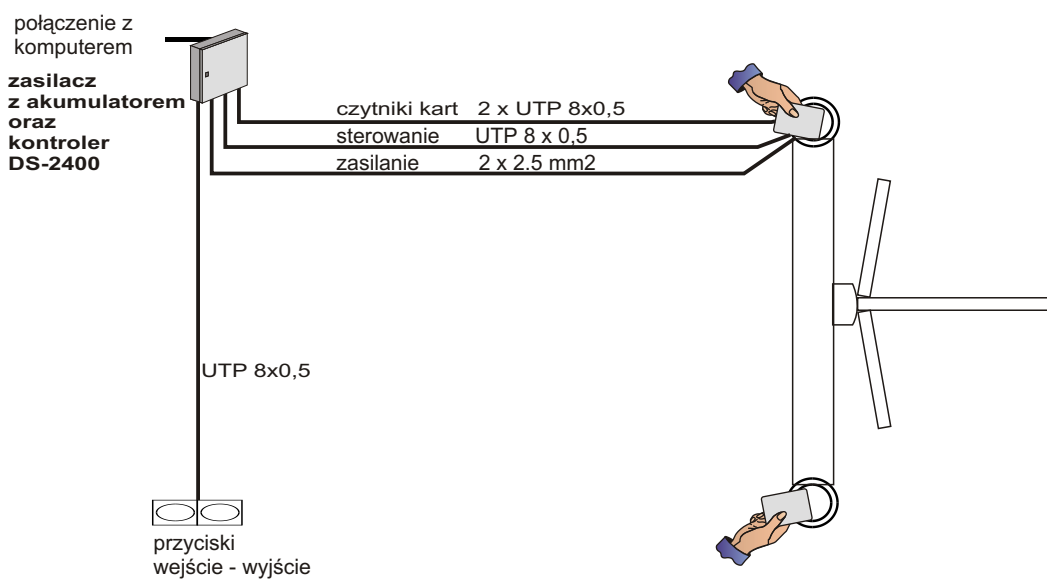 połączenie z
komputerem
zasilacz
z akumulatorem
oraz
kontroler
DS-2400
czytniki kart 2 x UTP 8x0,5
sterowanie UTP 8 x 0,5
zasilanie 2 x 2.5 mm2
UTP 8x0,5
przyciski
wejście - wyjście